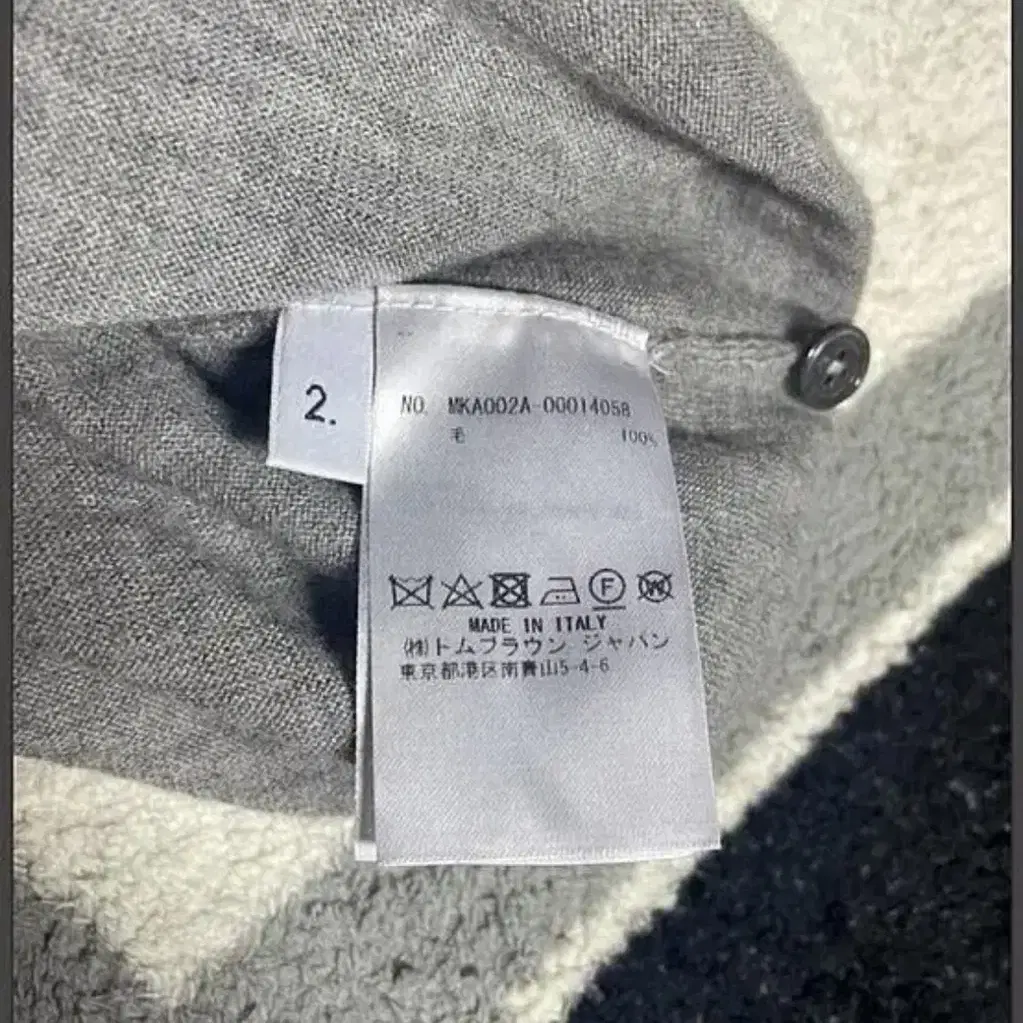 2.
NO. MKA002A-00014058
毛 100%
F W
MADE IN ITALY
(株)トムブラウン ジャパン
東京都港区南青山5-4-6